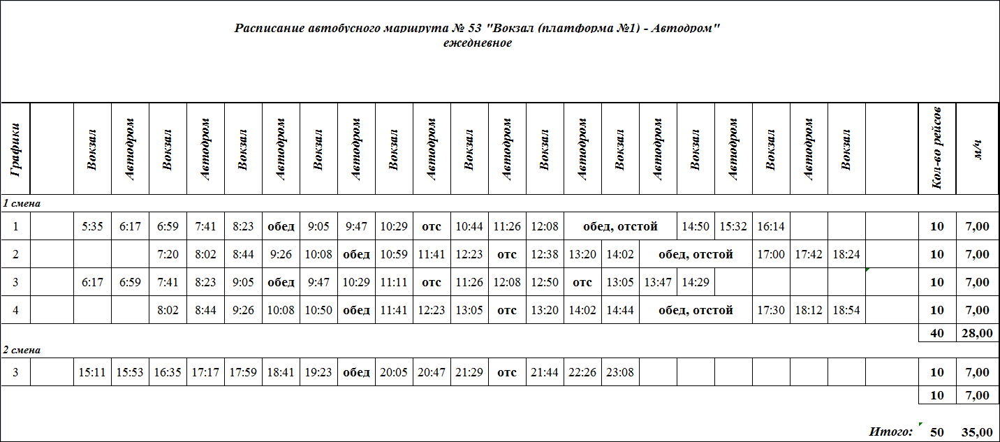 Расписание автобусного маршрута № 53 "Вокзал (платформа №1) - Автодром"
ежедневное
Графики Вокзал Автодром Вокзал Автодром Вокзал Автодром Вокзал Автодром Вокзал Автодром Вокзал Автодром Вокзал Автодром Вокзал Автодром Вокзал Автодром Вокзал Автодром Вокзал Кол-во рейсов м/ч
1 смена
1 5:35 6:17 6:59 7:41 8:23 обед 9:05 9:47 10:29 отс 10:44 11:26 12:08 обед, отстой 14:50 15:32 16:14 10 7,00
2 7:20 8:02 8:44 9:26 10:08 обед 10:59 11:41 12:23 отс 12:38 13:20 14:02 обед, отстой 17:00 17:42 18:24 10 7,00
3 6:17 6:59 7:41 8:23 9:05 обед 9:47 10:29 11:11 отс 11:26 12:08 12:50 отс 13:05 13:47 14:29 10 7,00
4 8:02 8:44 9:26 10:08 10:50 обед 11:41 12:23 13:05 отс 13:20 14:02 14:44 обед, отстой 17:30 18:12 18:54 10 7,00
40 28,00
2 смена
3 15:11 15:53 16:35 17:17 17:59 18:41 19:23 обед 20:05 20:47 21:29 отс 21:44 22:26 23:08 10 7,00
10 7,00
Итого: 50 35,00